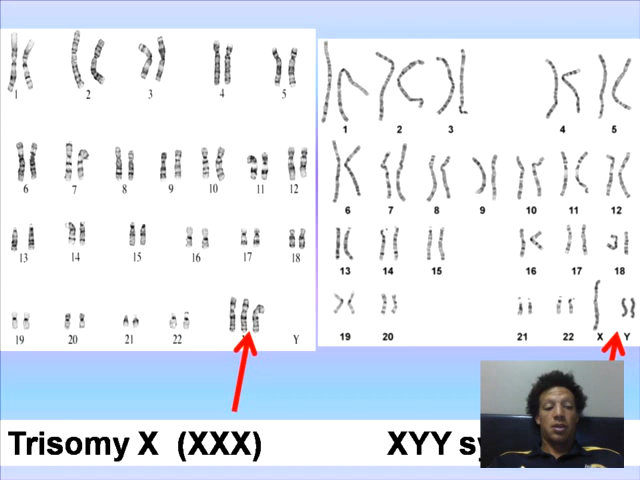 1 2 3 4 5
6 7 8 9 10 11 12
13 14 15 16 17 18
19 20 21 22 Y
1 2 3 4 5
6 7 8 9 10 11 12
13 14 15 16 17 18
19 20 21 22 X Y
Trisomy X (XXX)
XYY